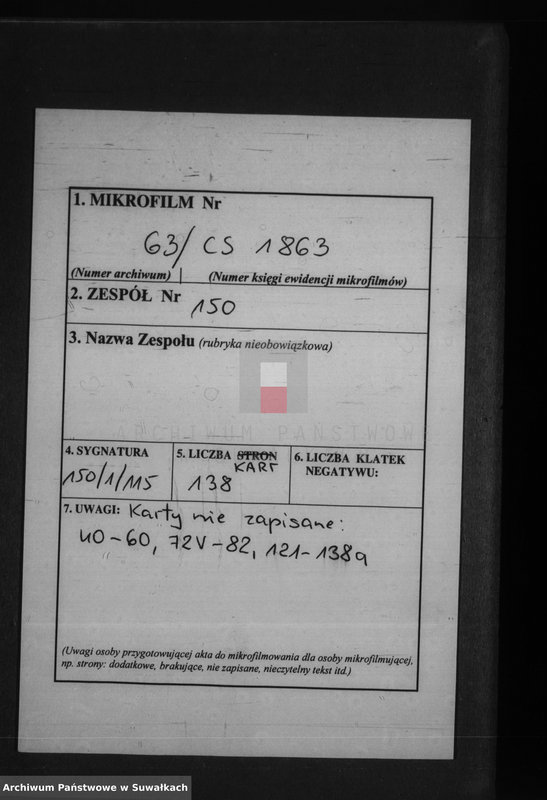 1. MIKROFILM Nr
63/CS 1863
(Numer archiwum) | (Numer księgi ewidencji mikrofilmów)
2. ZESPÓŁ Nr
150
3. Nazwa Zespołu (rubryka nieobowiązkowa)
ARCHIWUM PAŃSTWOW
4. SYGNATURA
150/1/115
5. LICZBA STRON
KART
138
6. LICZBA KLATEK
NEGATYWU:
7. UWAGI: Karty nie zapisane:
40-60, 72V-82, 121-138a
(Uwagi osoby przygotowującej akta do mikrofilmowania dla osoby mikrofilmującej,
np. strony: dodatkowe, brakujące, nie zapisane, nieczytelny tekst itd.)
Archiwum Państwowe w Suwałkach